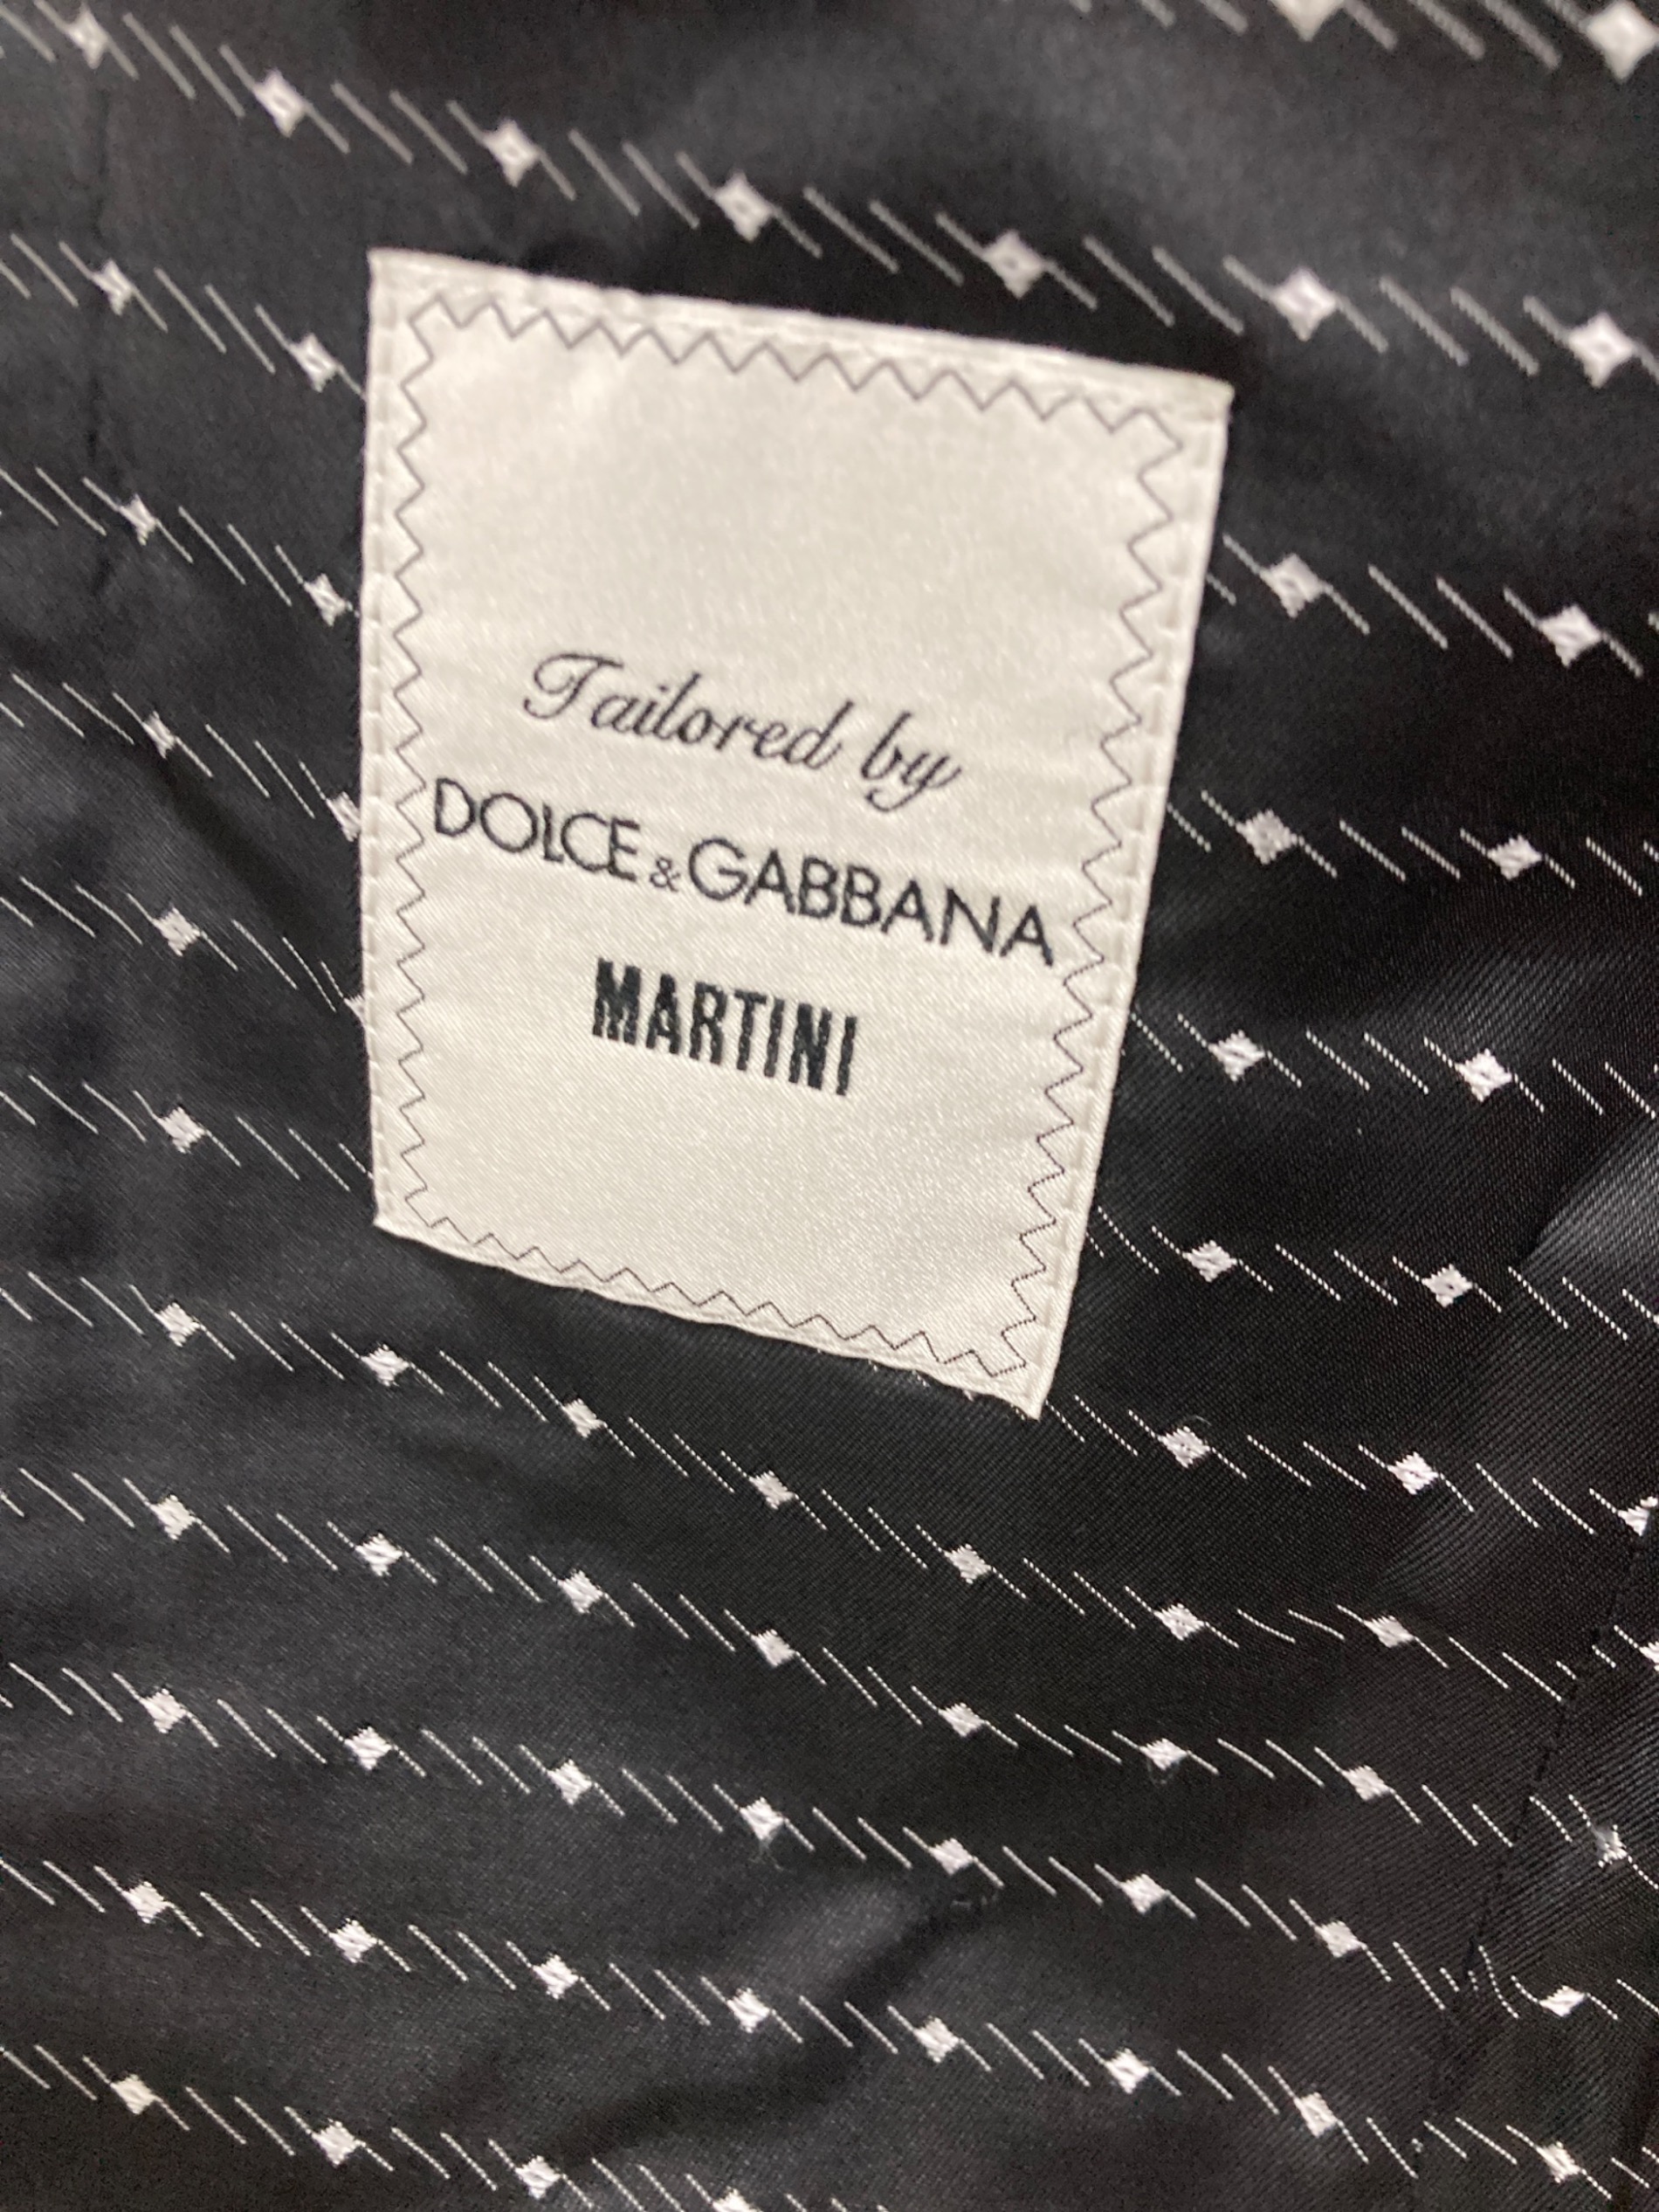 Tailored by
DOLCE & GABBANA
MARTINI